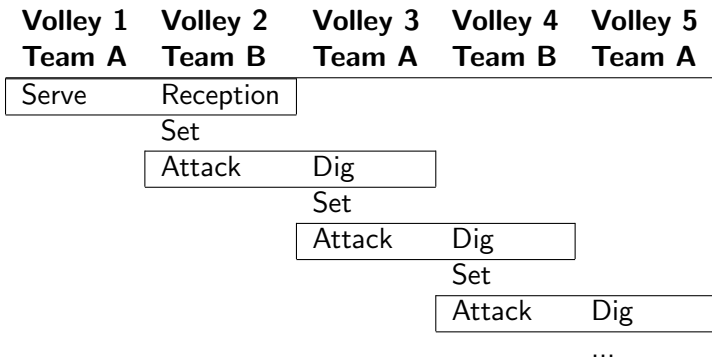 Volley 1 Volley 2 Volley 3 Volley 4 Volley 5
Team A Team B Team A Team B Team A
Serve Reception
Set
Attack Dig
Set
Attack Dig
Set
Attack Dig
...